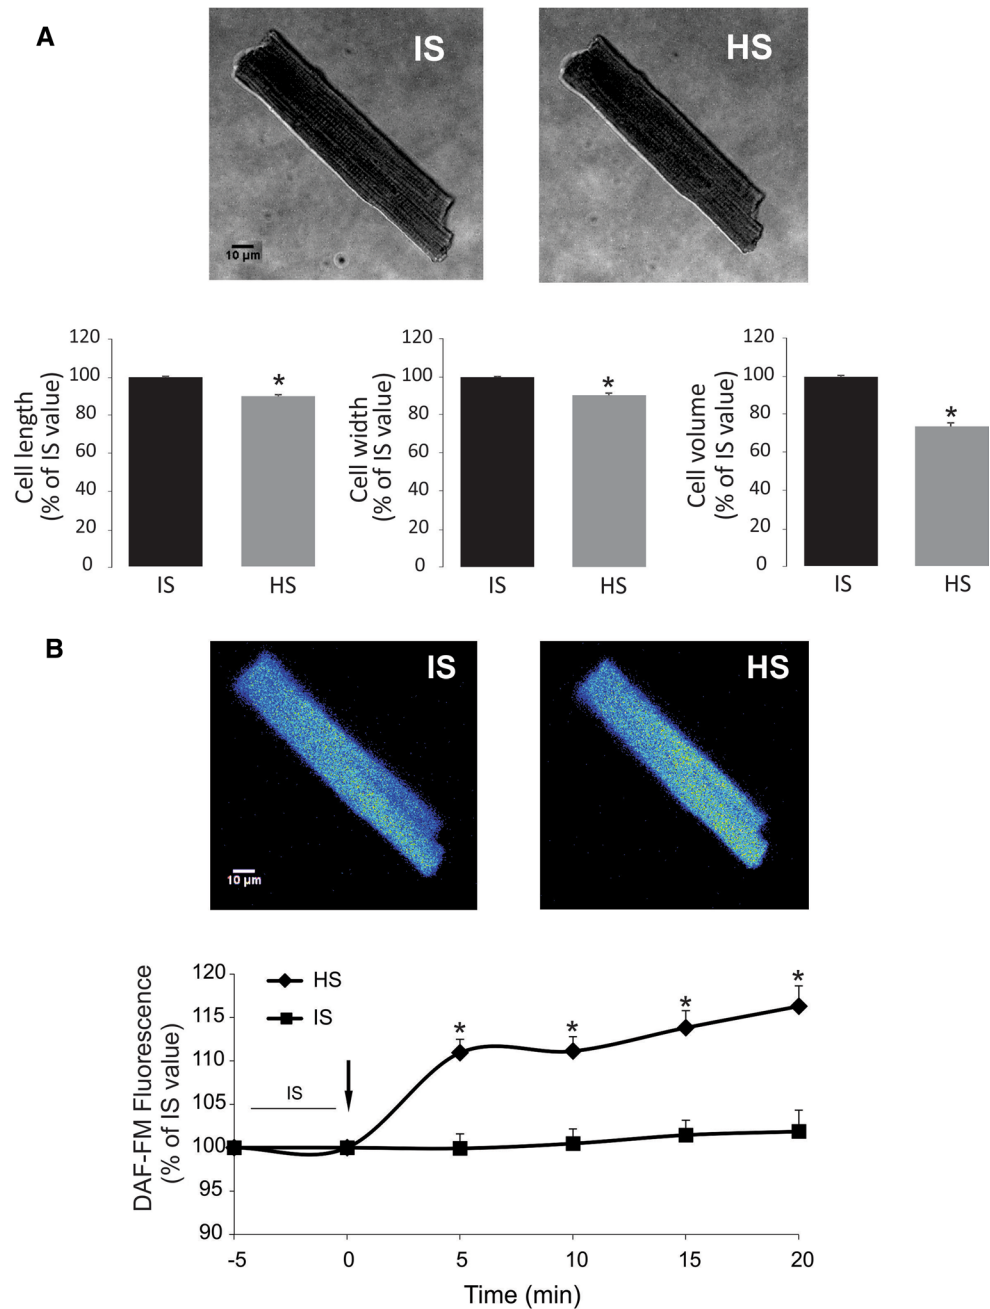 A
IS
HS
10 µm
120
100
80
60
40
20
0
Cell length
(% of IS value)
*
IS
HS
120
100
80
60
40
20
0
Cell width
(% of IS value)
*
IS
HS
120
100
80
60
40
20
0
Cell volume
(% of IS value)
*
IS
HS
B
IS
HS
10 µm
DAF-FM Fluorescence
(% of IS value)
120
115
110
105
100
95
90
HS
IS
IS
* * * *
-5 0 5 10 15 20
Time (min)